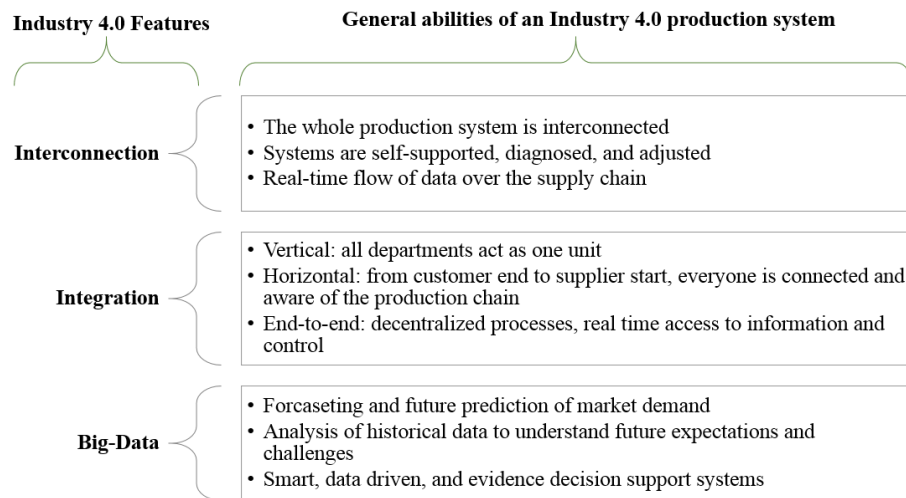 Industry 4.0 Features
General abilities of an Industry 4.0 production system
Interconnection
• The whole production system is interconnected
• Systems are self-supported, diagnosed, and adjusted
• Real-time flow of data over the supply chain
Integration
• Vertical: all departments act as one unit
• Horizontal: from customer end to supplier start, everyone is connected and
aware of the production chain
• End-to-end: decentralized processes, real time access to information and
control
Big-Data
• Forcaseting and future prediction of market demand
• Analysis of historical data to understand future expectations and
challenges
• Smart, data driven, and evidence decision support systems